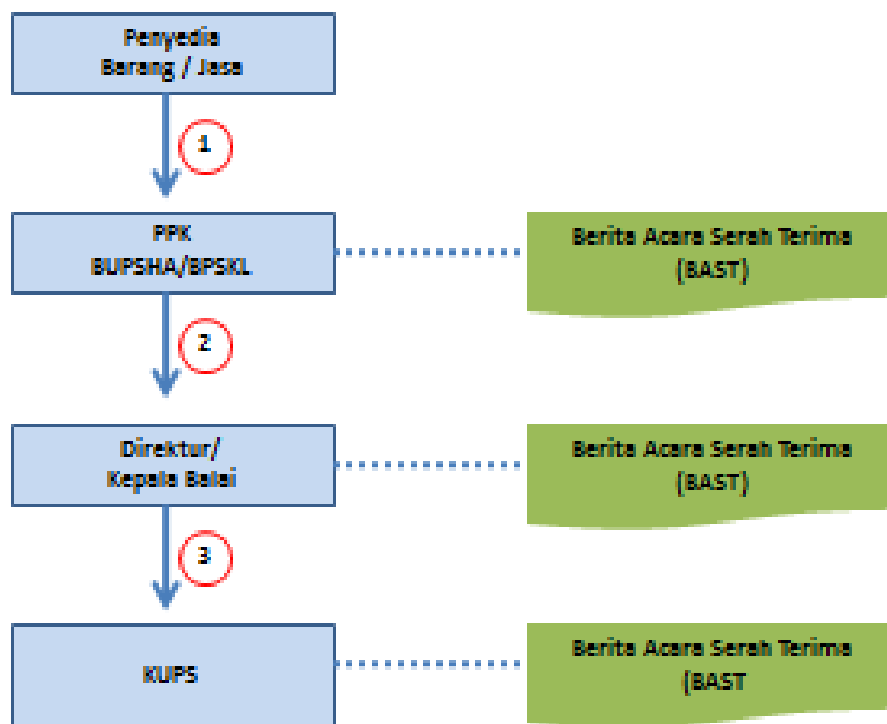 Penyedia
Barang / Jasa
1
PPK
BUPSHA/BPSKL
Berita Acara Serah Terima
(BAST)
2
Direktur/
Kepala Balai
Berita Acara Serah Terima
(BAST)
3
KUPS
Berita Acara Serah Terima
(BAST